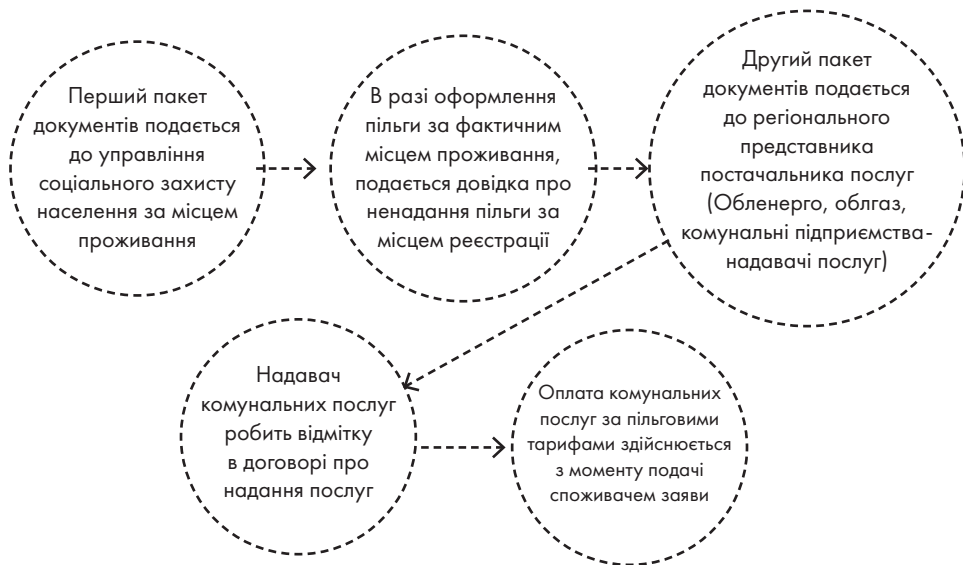 Перший пакет
документів подається
до управління
соціального захисту
населення за місцем
проживання
В разі оформлення
пільги за фактичним
місцем проживання,
подається довідка про
ненадання пільги за
місцем реєстрації
Другий пакет
документів подається
до регіонального
представника
постачальника послуг
(Обленерго, облгаз,
комунальні підприємства-
надавачі послуг)
Надавач
комунальних послуг
робить відмітку
в договорі про
надання послуг
Оплата комунальних
послуг за пільговими
тарифами здійснюється
з моменту подачі
споживачем заяви